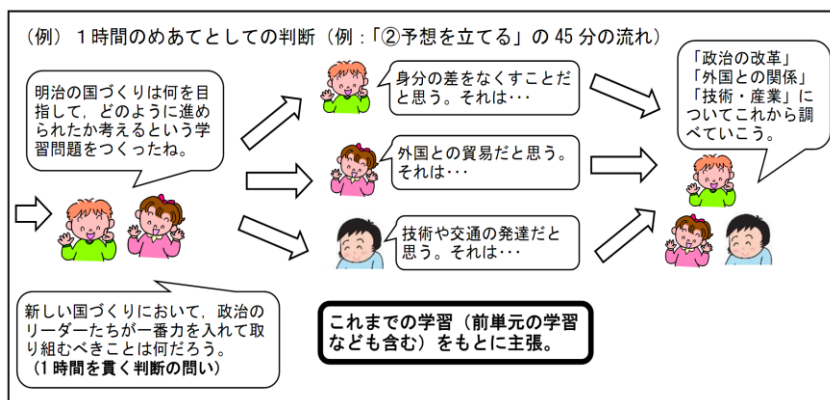 (例) 1時間のめあてとしての判断(例:「②予想を立てる」の45分の流れ)
明治の国づくりは何を目
指して,どのように進め
られたか考えるという学
習問題をつくったね。
身分の差をなくすことだ
と思う。それは・・・
外国との貿易だと思う。
それは・・・
技術や交通の発達だと
思う。それは・・・
「政治の改革」
「外国との関係」
「技術・産業」に
ついてこれから調
べていこう。
新しい国づくりにおいて,政治の
リーダーたちが一番力を入れて取
り組むべきことは何だろう。
(1時間を貫く判断の問い)
これまでの学習(前単元の学習
なども含む)をもとに主張。